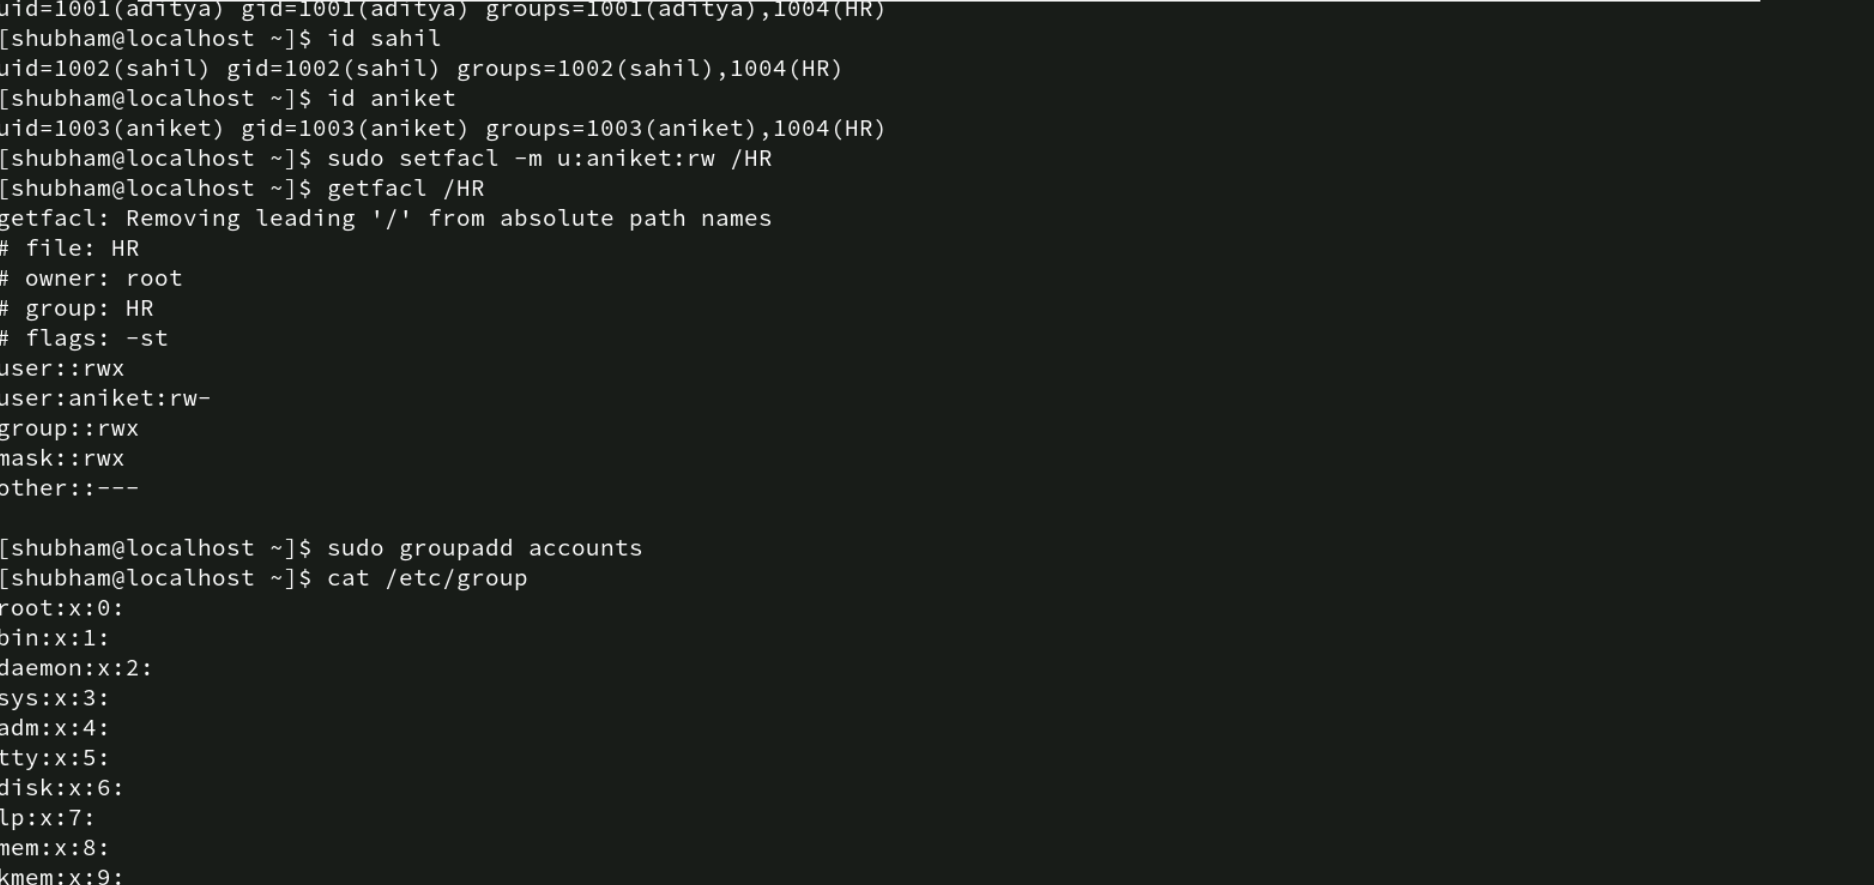 uid=1001(aditya) gid=1001(aditya) groups=1001(aditya),1004(HR)
[shubham@localhost ~]$ id sahil
uid=1002(sahil) gid=1002(sahil) groups=1002(sahil),1004(HR)
[shubham@localhost ~]$ id aniket
uid=1003(aniket) gid=1003(aniket) groups=1003(aniket),1004(HR)
[shubham@localhost ~]$ sudo setfacl -m u:aniket:rw /HR
[shubham@localhost ~]$ getfacl /HR
getfacl: Removing leading '/' from absolute path names
# file: HR
# owner: root
# group: HR
# flags: -st
user::rwx
user:aniket:rw-
group::rwx
mask::rwx
other::---
[shubham@localhost ~]$ sudo groupadd accounts
[shubham@localhost ~]$ cat /etc/group
root:x:0:
bin:x:1:
daemon:x:2:
sys:x:3:
adm:x:4:
tty:x:5:
disk:x:6:
lp:x:7:
mem:x:8:
kmem:x:9: